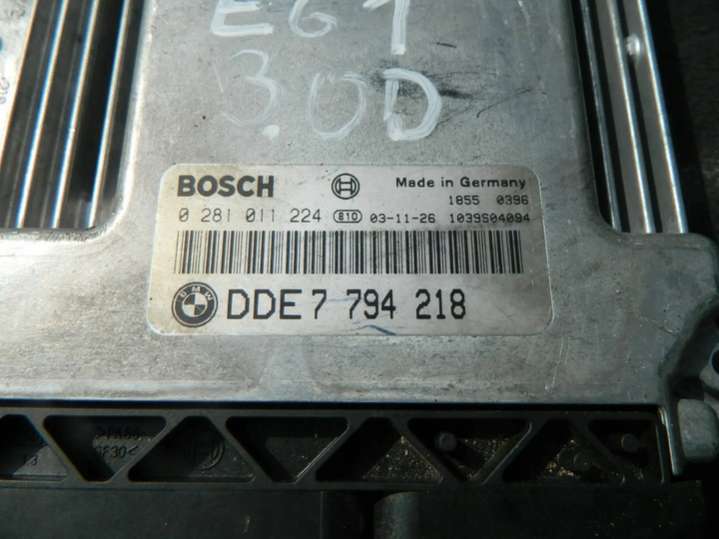 E61
3.0D
BOSCH Made in Germany
1855 0396
0 281 011 224 810 03-11-26 1039S04094
BMW DDE 7 794 218